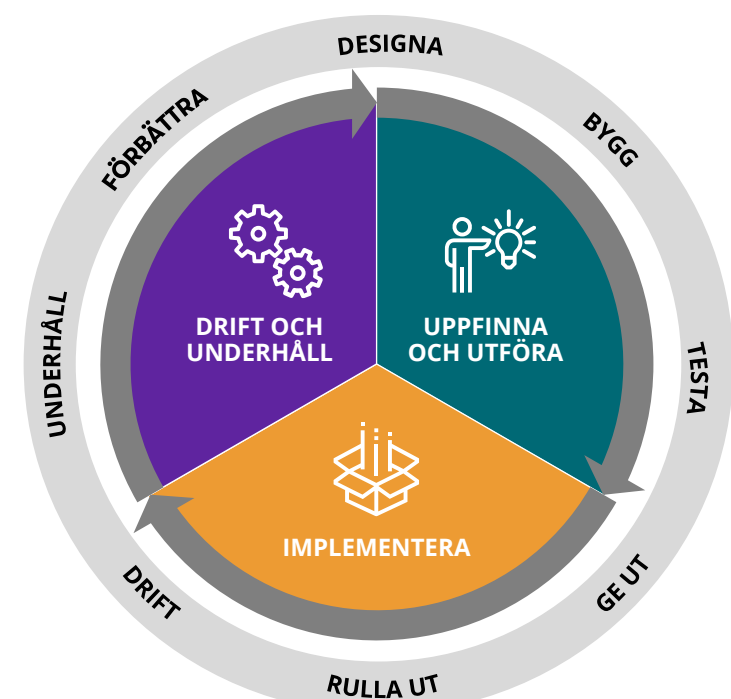 DESIGNA
BYGG
TESTA
GE UT
RULLA UT
DRIFT
UNDERHÅLL
FÖRBÄTTRA
UPPFINNA
OCH UTFÖRA
IMPLEMENTERA
DRIFT OCH
UNDERHÅLL